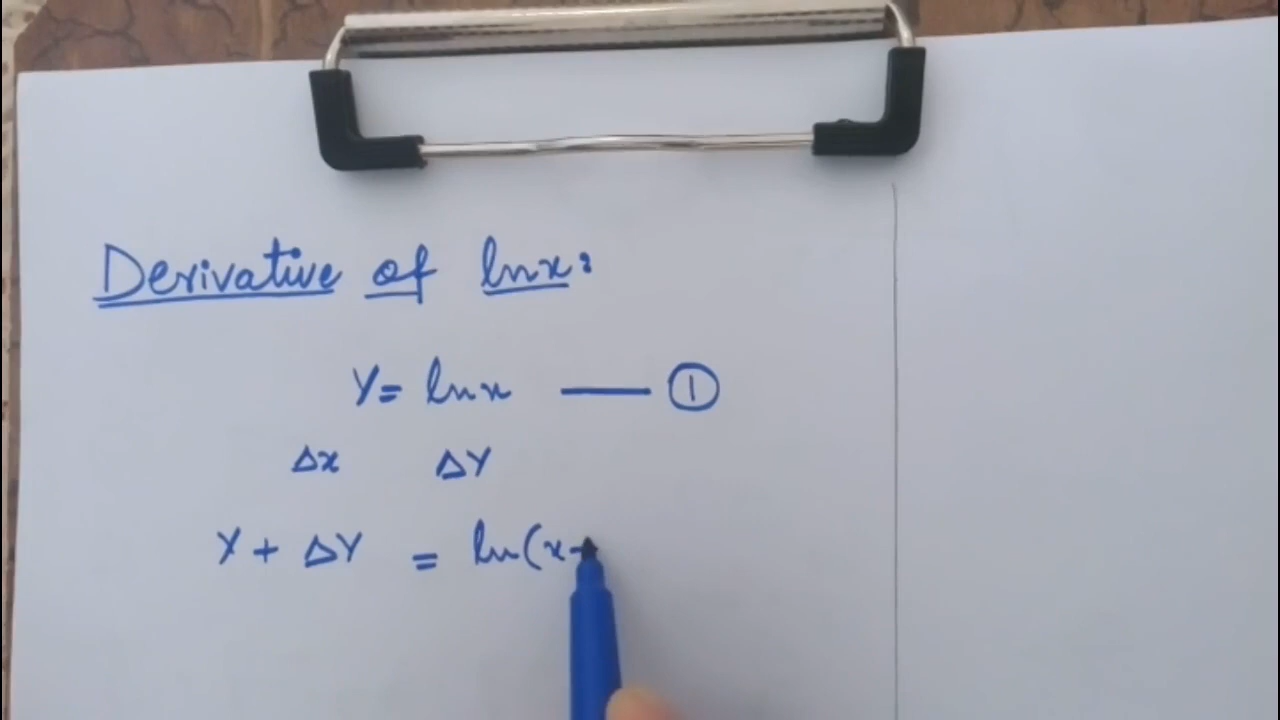 Derivative of lnx:
Y = lnx —— ①
Δx ΔY
Y + ΔY = ln(x+